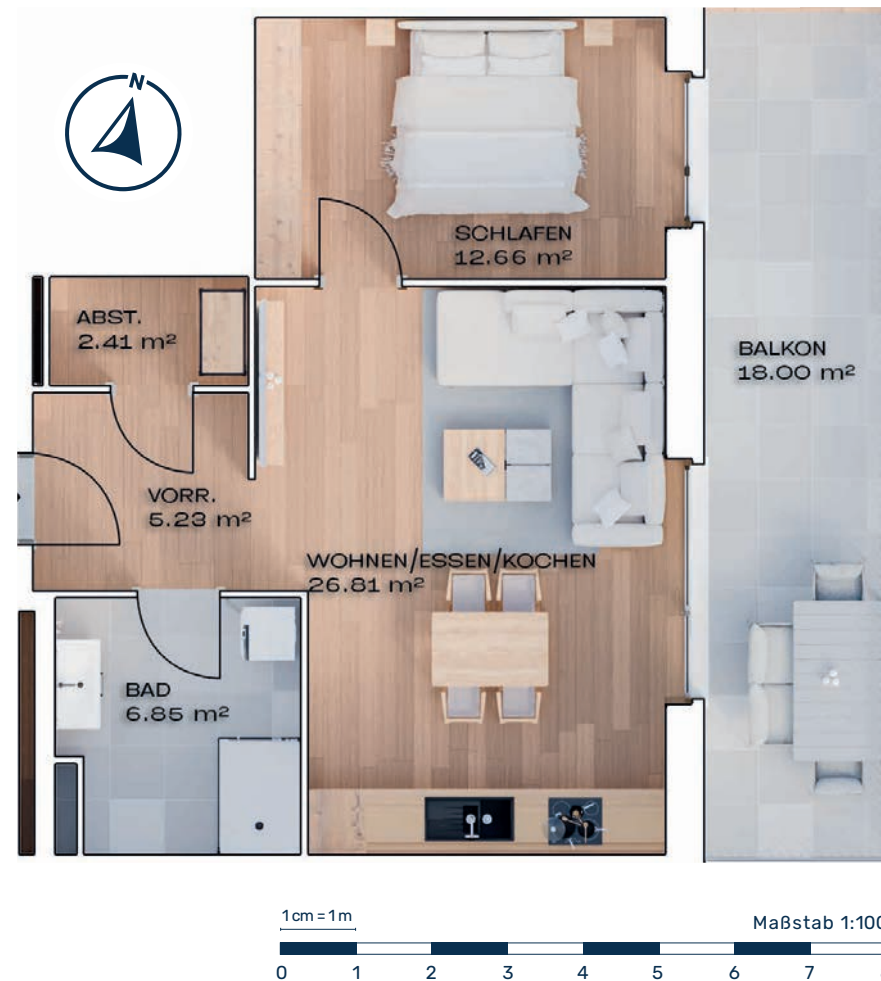 N
SCHLAFEN
12.66 m²
ABST.
2.41 m²
BALKON
18.00 m²
VORR.
5.23 m²
WOHNEN/ESSEN/KOCHEN
26.81 m²
BAD
6.85 m²
1cm=1m
Maßstab 1:100
0 1 2 3 4 5 6 7